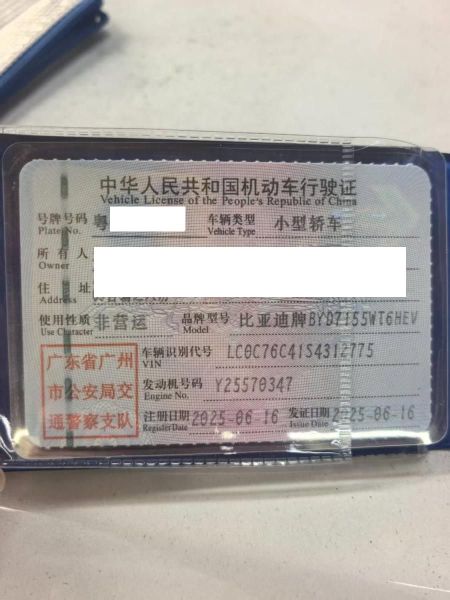 中华人民共和国机动车行驶证
Vehicle License of the People's Republic of China
号牌号码 粤 车辆类型 小型轿车
Plate No. Vehicle Type
所有人
Owner
住 址
Address
使用性质 非营运 品牌型号 比亚迪牌BYD7155WT6HEV
Use Character Model
广东省广州
市公安局交
通警察支队
车辆识别代号 LC0C76C41S4312775
VIN
发动机号码 Y25570347
Engine No.
注册日期 2025-06-16 发证日期 2025-06-16
Register Date Issue Date